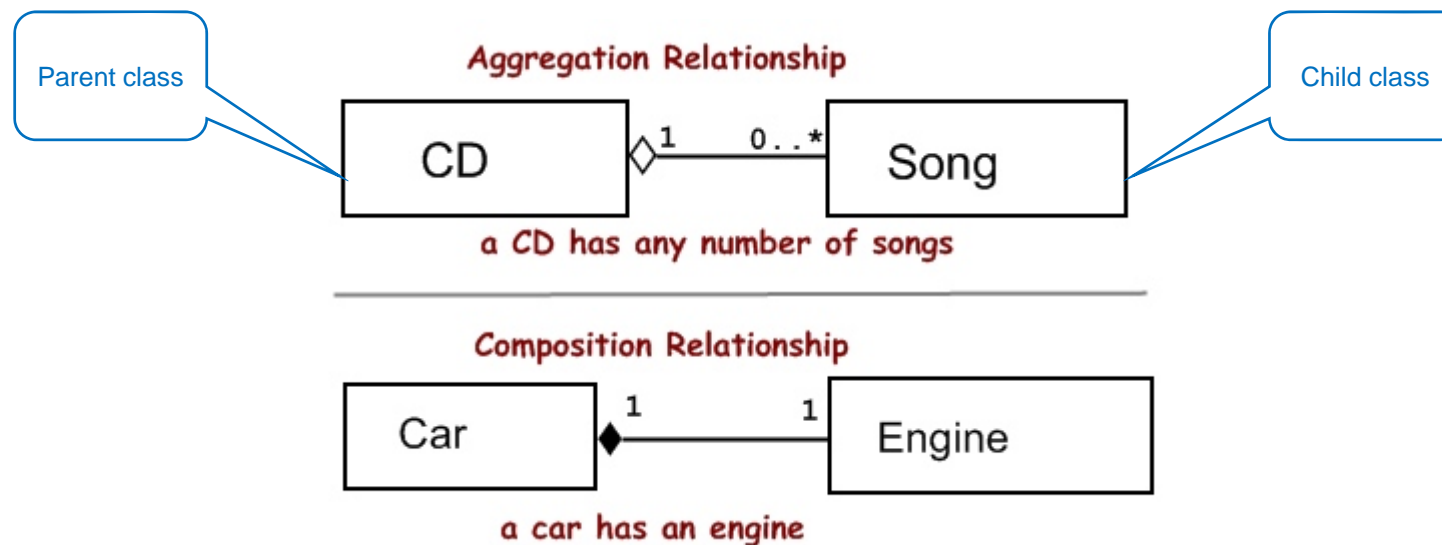 Aggregation Relationship
Parent class
Child class
CD
1
0..*
Song
a CD has any number of songs
Composition Relationship
Car
1
1
Engine
a car has an engine